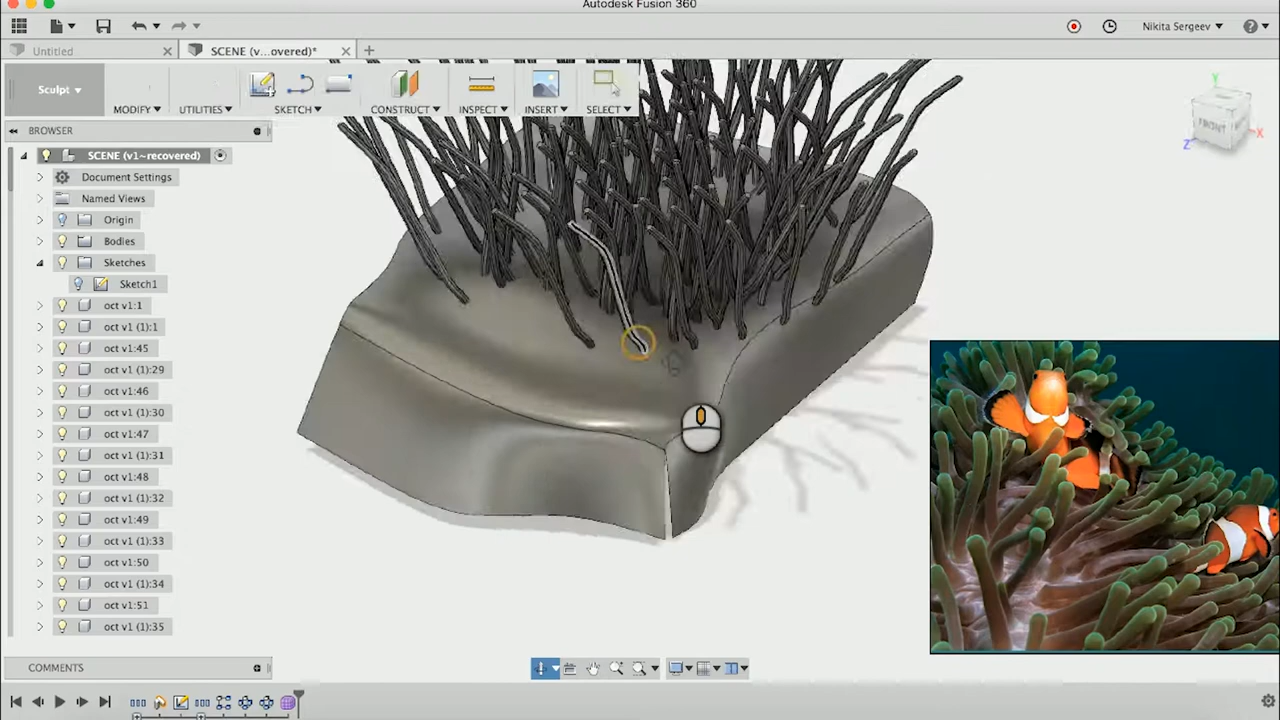 Autodesk Fusion 360
Nikita Sergeev
Untitled
SCENE (v...overed)*
Sculpt
MODIFY
UTILITIES
SKETCH
CONSTRUCT
INSPECT
INSERT
SELECT
BROWSER
SCENE (v1~recovered)
Document Settings
Named Views
Origin
Bodies
Sketches
Sketch1
oct v1:1
oct v1 (1):1
oct v1:45
oct v1 (1):29
oct v1:46
oct v1 (1):30
oct v1:47
oct v1 (1):31
oct v1:48
oct v1 (1):32
oct v1:49
oct v1 (1):33
oct v1:50
oct v1 (1):34
oct v1:51
oct v1 (1):35
Y
FRONT
X
Z
COMMENTS